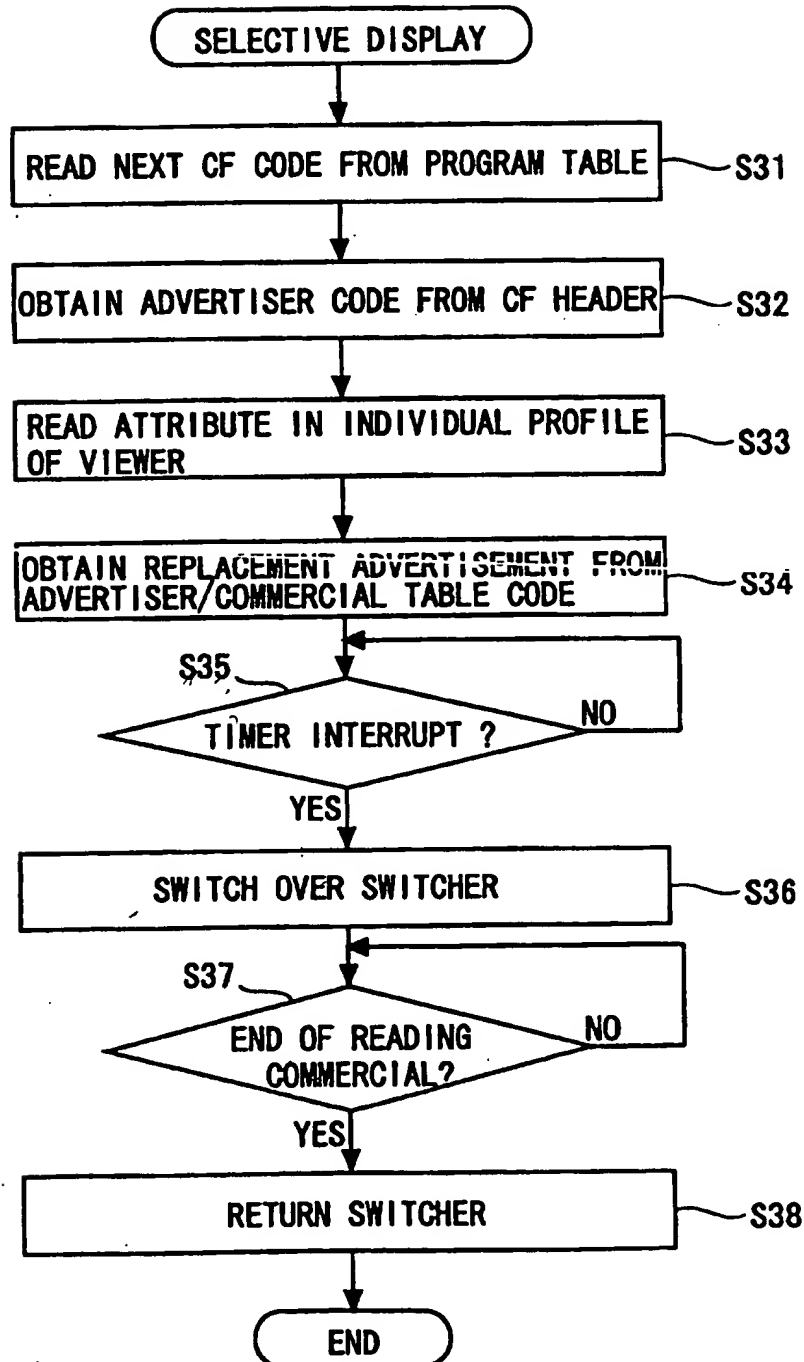 SELECTIVE DISPLAY
READ NEXT CF CODE FROM PROGRAM TABLE
S31
OBTAIN ADVERTISER CODE FROM CF HEADER
S32
READ ATTRIBUTE IN INDIVIDUAL PROFILE
OF VIEWER
S33
OBTAIN REPLACEMENT ADVERTISEMENT FROM
ADVERTISER/COMMERCIAL TABLE CODE
S34
S35
TIMER INTERRUPT ?
NO
YES
SWITCH OVER SWITCHER
S36
S37
END OF READING
COMMERCIAL?
NO
YES
RETURN SWITCHER
S38
END